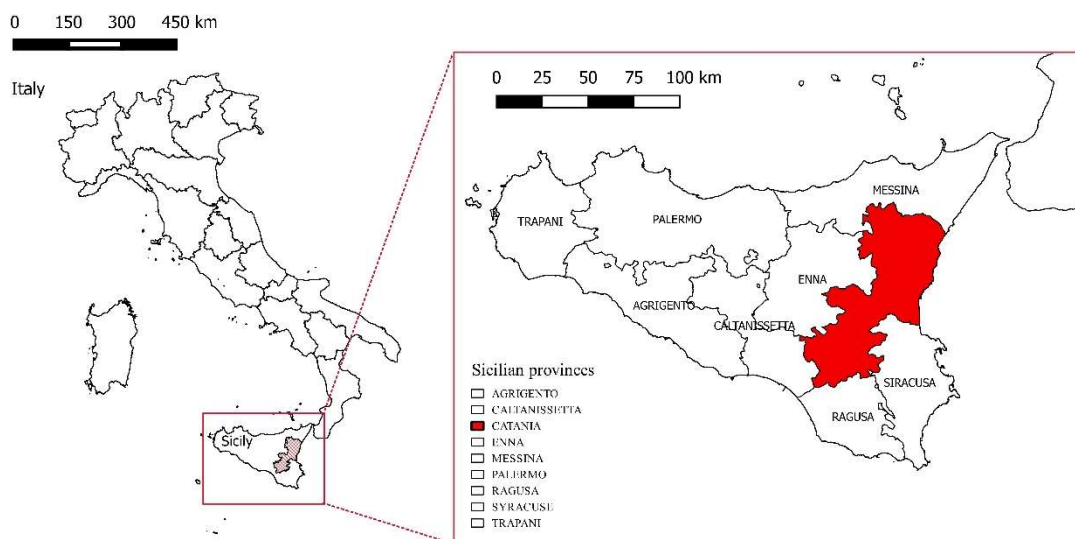 0 150 300 450 km
Italy
Sicily
0 25 50 75 100 km
MESSINA
TRAPANI
PALERMO
ENNA
AGRIGENTO
CALTANISSETTA
SIRACUSA
RAGUSA
Sicilian provinces
AGRIGENTO
CALTANISSETTA
CATANIA
ENNA
MESSINA
PALERMO
RAGUSA
SYRACUSE
TRAPANI